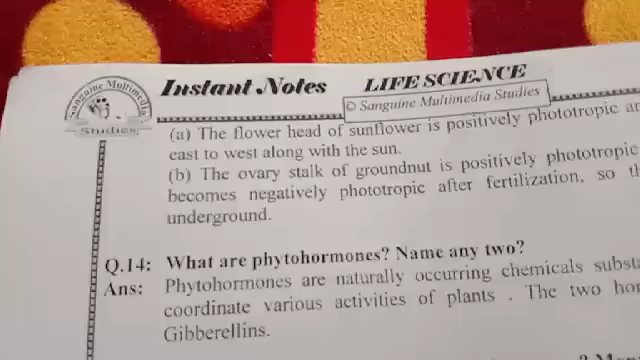 Sanguine Multimedia
Studies
Instant Notes
LIFE SCIENCE
© Sanguine Multimedia Studies
(a) The flower head of sunflower is positively phototropic
east to west along with the sun.
(b) The ovary stalk of groundnut is positively phototropic
becomes negatively phototropic after fertilization, so
underground.
Q.14: What are phytohormones? Name any two?
Ans: Phytohormones are naturally occurring chemicals
coordinate various activities of plants . The two
Gibberellins.